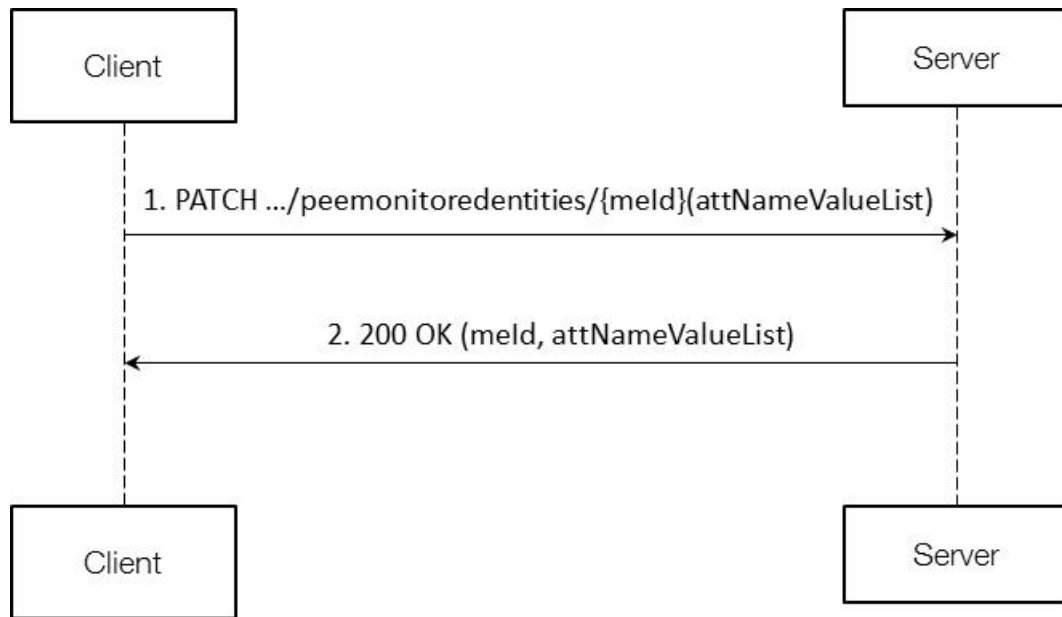 Client
Server
1. PATCH .../peemonitoredentities/{meId}(attNameValueList)
2. 200 OK (meId, attNameValueList)
Client
Server